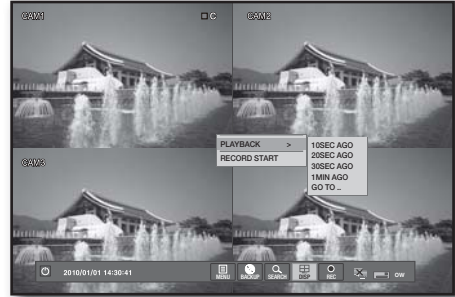 CAM1
C
CAM2
PLAYBACK >
RECORD START
10SEC AGO
20SEC AGO
30SEC AGO
1MIN AGO
GO TO ..
CAM3
2010/01/01 14:30:41
MENU
BACKUP
SEARCH
DISP
REC
GW